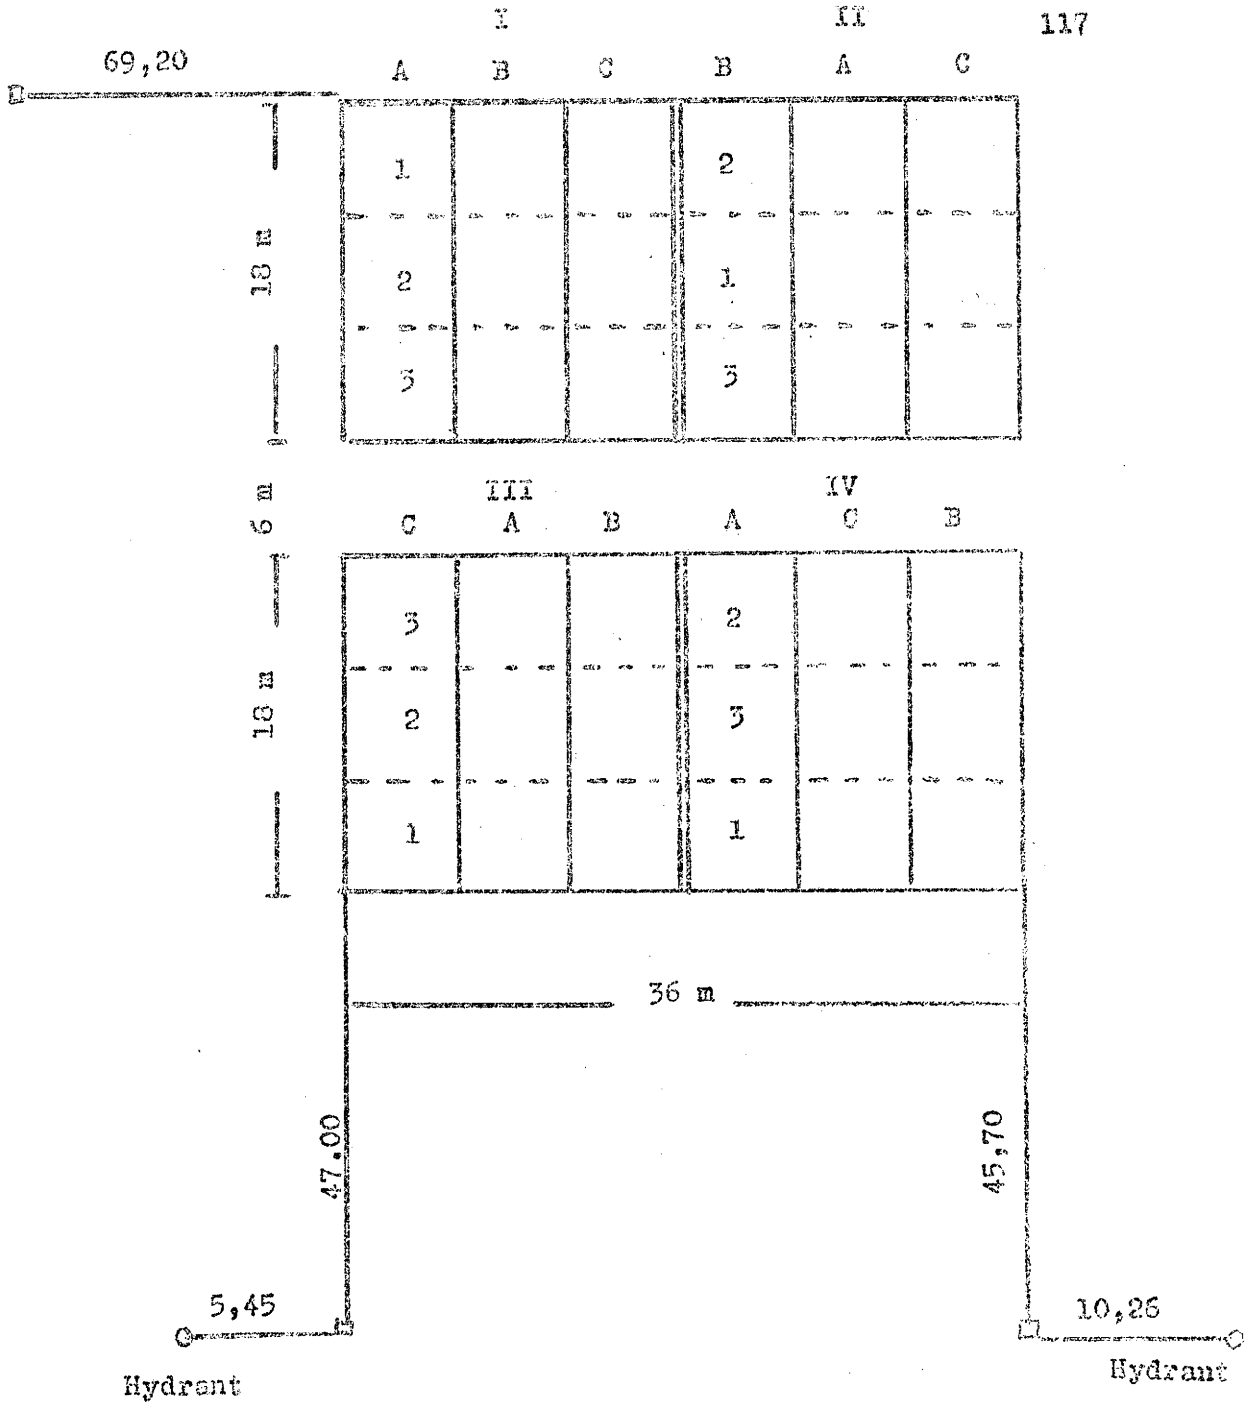 I II 117
69,20
A B C B A C
1 2
18 m
2 1
3 3
6 m
III IV
C A B A C B
3 2
18 m
2 3
1 1
36 m
47.00 45,70
5,45 10,26
Hydrant Hydrant